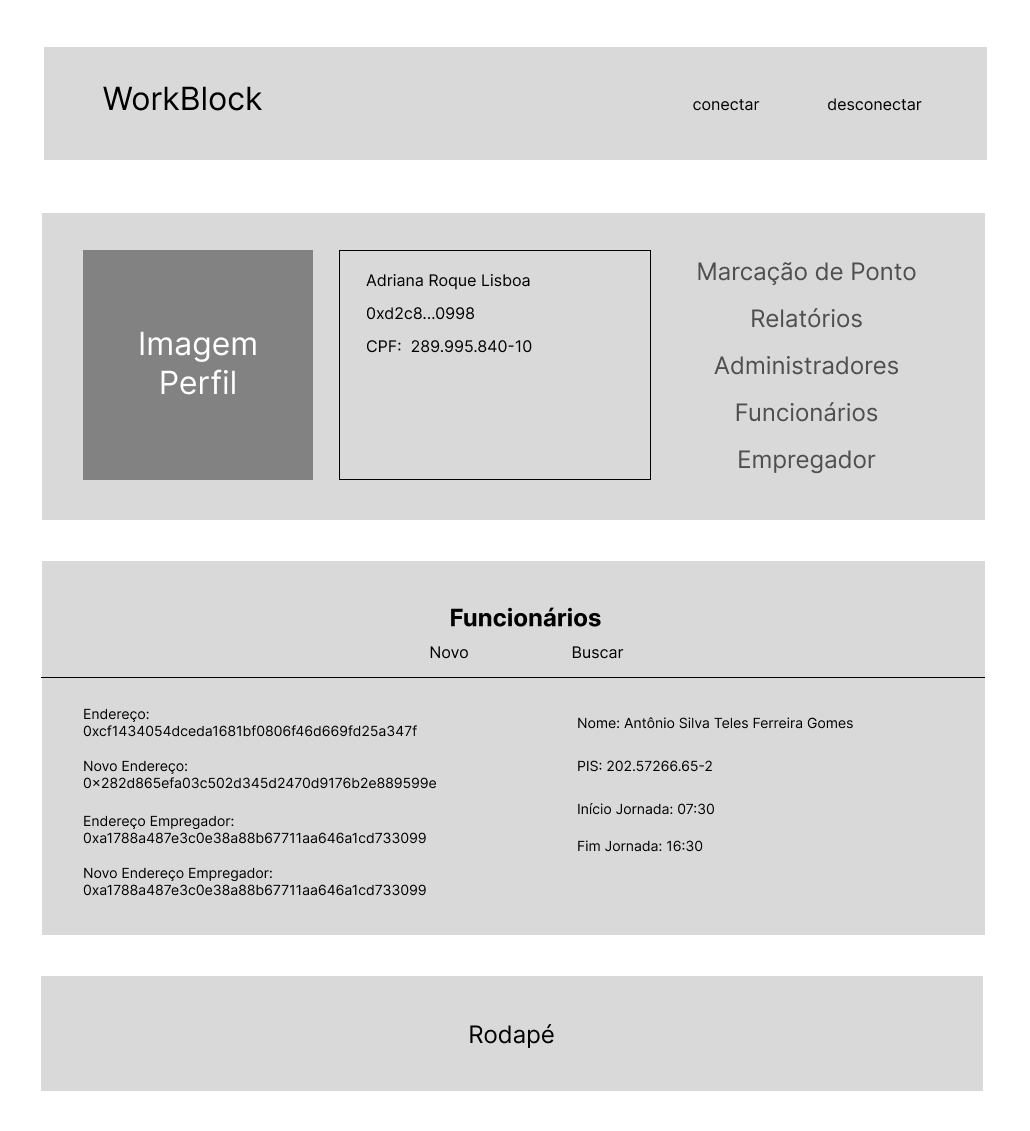 WorkBlock
conectar
desconectar
Imagem
Perfil
Adriana Roque Lisboa
0xd2c8...0998
CPF: 289.995.840-10
Marcação de Ponto
Relatórios
Administradores
Funcionários
Empregador
Funcionários
Novo
Buscar
Endereço:
0xcf1434054dceda1681bf0806f46d669fd25a347f
Novo Endereço:
0×282d865efa03c502d345d2470d9176b2e889599e
Endereço Empregador:
0xa1788a487e3c0e38a88b67711aa646a1cd733099
Novo Endereço Empregador:
0xa1788a487e3c0e38a88b67711aa646a1cd733099
Nome: Antônio Silva Teles Ferreira Gomes
PIS: 202.57266.65-2
Início Jornada: 07:30
Fim Jornada: 16:30
Rodapé